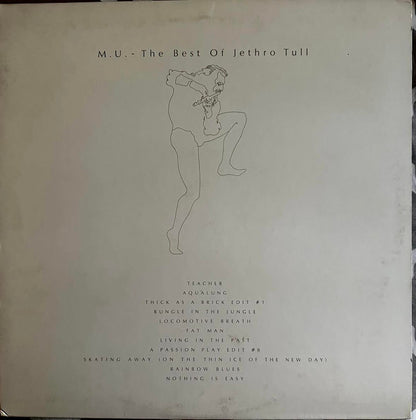 M.U. - The Best Of Jethro Tull
TEACHER
AQUALUNG
THICK AS A BRICK EDIT #1
BUNGLE IN THE JUNGLE
LOCOMOTIVE BREATH
FAT MAN
LIVING IN THE PAST
A PASSION PLAY EDIT #8
SKATING AWAY (ON THE THIN ICE OF THE NEW DAY)
RAINBOW BLUES
NOTHING IS EASY